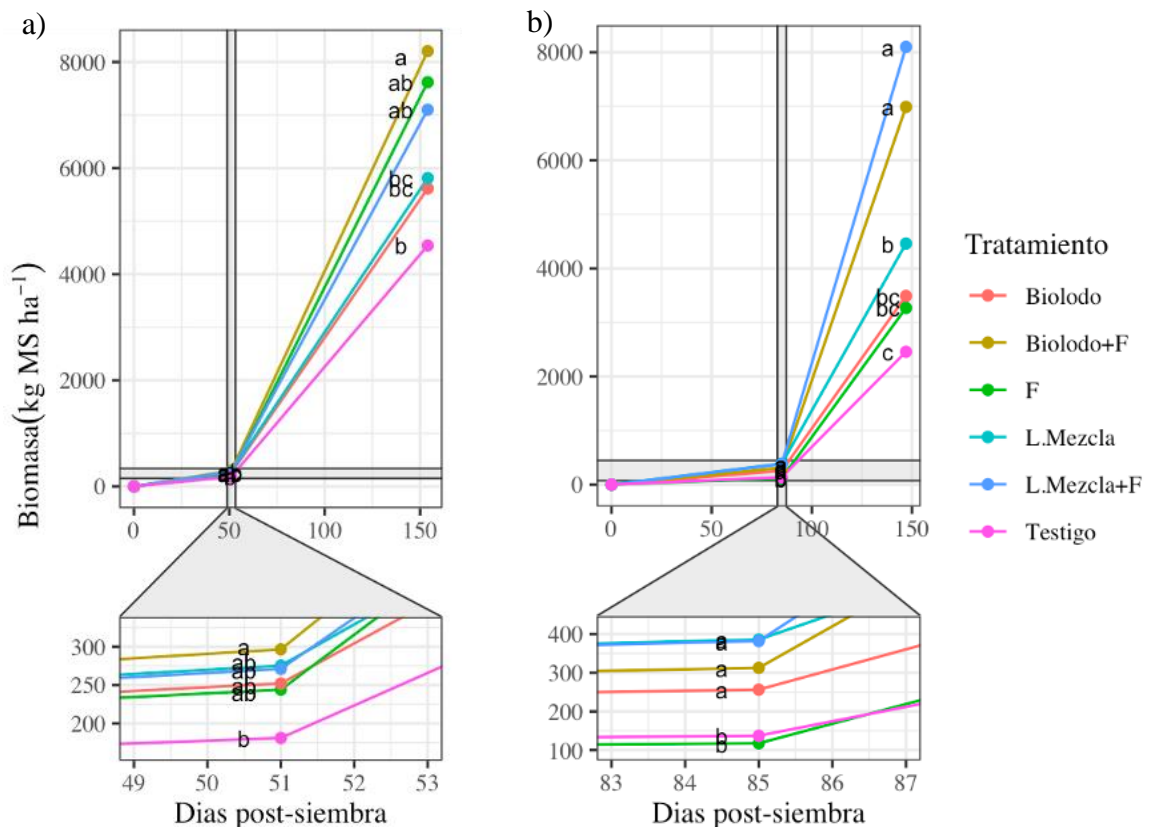 a)
b)
Biomasa(kg MS ha⁻¹)
8000
6000
4000
2000
0
a
ab
ab
bc
bc
b
0
50
100
150
8000
6000
4000
2000
0
a
a
b
bc
bc
c
0
50
100
150
Tratamiento
Biolodo
Biolodo+F
F
L.Mezcla
L.Mezcla+F
Testigo
300
250
200
a
ab
ab
ab
ab
b
49
50
51
52
53
Dias post-siembra
400
300
200
100
a
a
a
a
b
b
83
84
85
86
87
Dias post-siembra